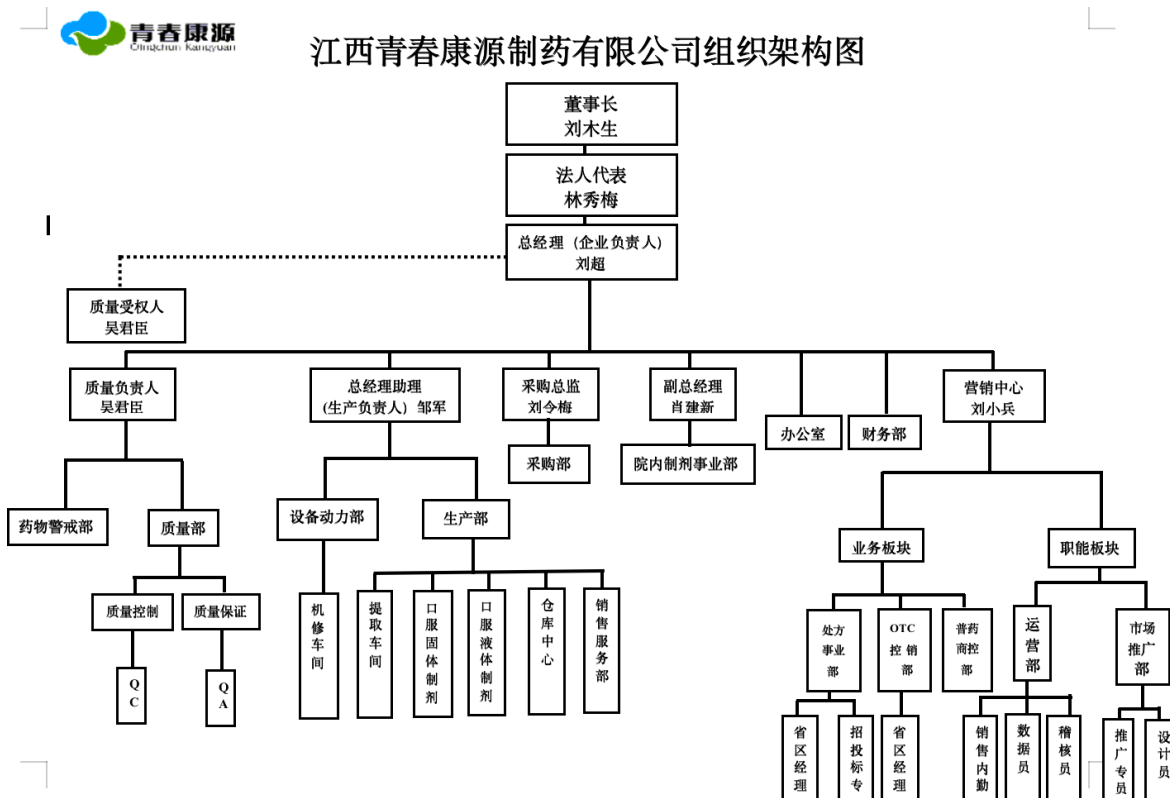 青春康源
Qingchun Kangyuan
江西青春康源制药有限公司组织架构图
董事长
刘木生
法人代表
林秀梅
总经理（企业负责人）
刘超
质量受权人
吴君臣
质量负责人
吴君臣
总经理助理
(生产负责人）邹军
采购总监
刘令梅
副总经理
肖建新
办公室
财务部
营销中心
刘小兵
采购部
院内制剂事业部
药物警戒部
质量部
设备动力部
生产部
业务板块
职能板块
质量控制
质量保证
QC
QA
机修车间
提取车间
口服固体制剂
口服液体制剂
仓库中心
销售服务部
处方
事业
部
OTC
控 销
部
普药
商控
部
运营部
市场
推广
部
省区经理
招投标专
省区经理
销售内勤
数据员
稽核员
推广专员
设计员